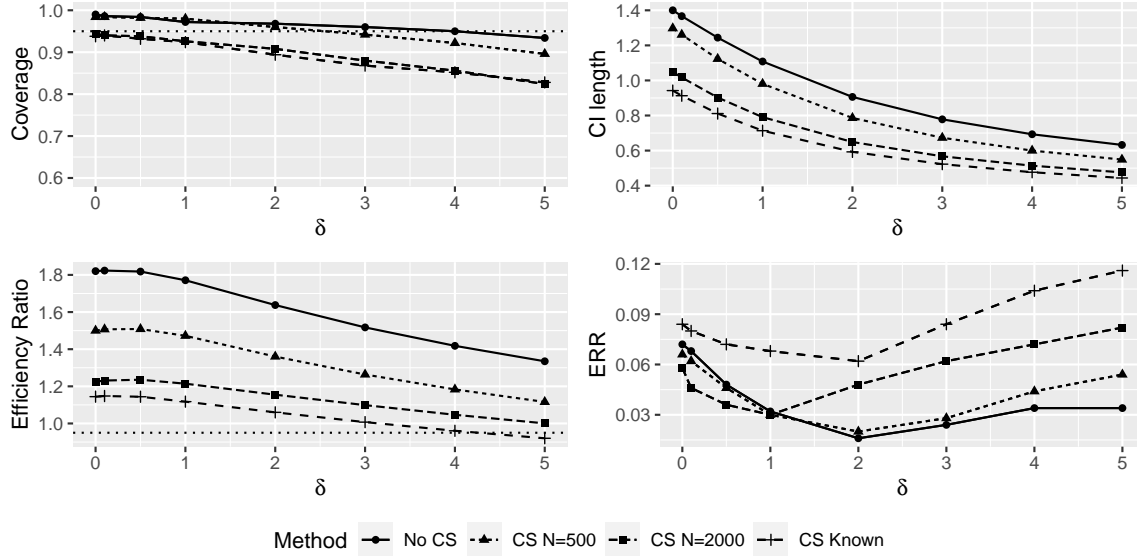 Coverage
1.0
0.9
0.8
0.7
0.6
0 1 2 3 4 5
δ
CI length
1.4
1.2
1.0
0.8
0.6
0.4
0 1 2 3 4 5
δ
Efficiency Ratio
1.8
1.6
1.4
1.2
1.0
0 1 2 3 4 5
δ
ERR
0.12
0.09
0.06
0.03
0 1 2 3 4 5
δ
Method No CS CS N=500 CS N=2000 CS Known